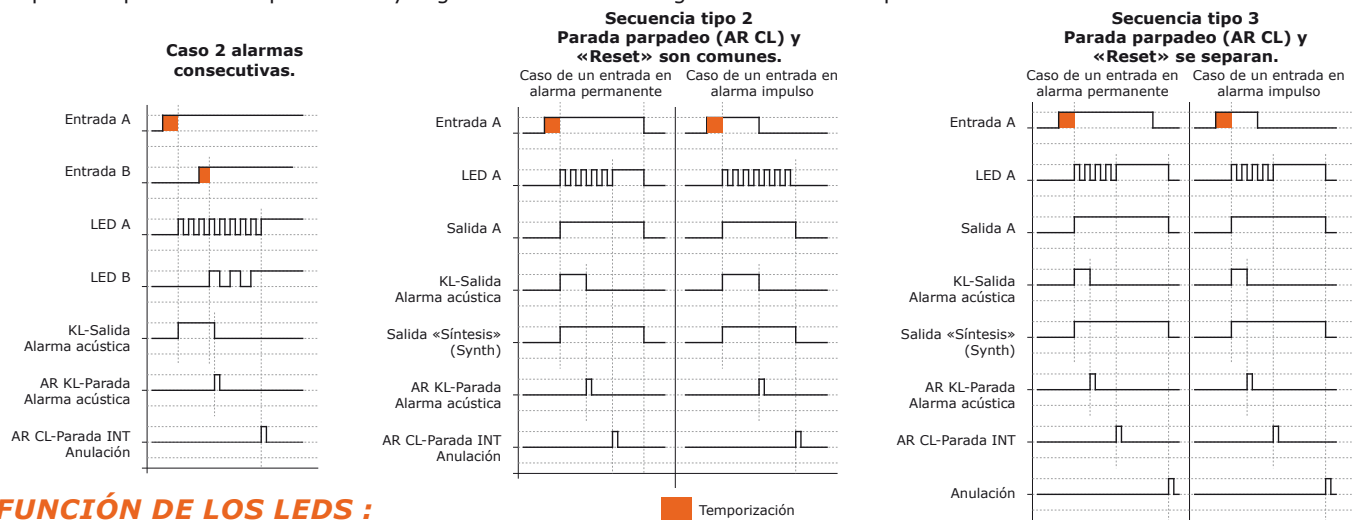 Caso 2 alarmas
consecutivas.
Entrada A
Entrada B
LED A
LED B
KL-Salida
Alarma acústica
AR KL-Parada
Alarma acústica
AR CL-Parada INT
Anulación
Secuencia tipo 2
Parada parpadeo (AR CL) y
«Reset» son comunes.
Caso de un entrada en
alarma permanente
Caso de un entrada en
alarma impulso
Entrada A
LED A
Salida A
KL-Salida
Alarma acústica
Salida «Síntesis»
(Synth)
AR KL-Parada
Alarma acústica
AR CL-Parada INT
Anulación
Secuencia tipo 3
Parada parpadeo (AR CL) y
«Reset» se separan.
Caso de un entrada en
alarma permanente
Caso de un entrada en
alarma impulso
Entrada A
LED A
Salida A
KL-Salida
Alarma acústica
Salida «Síntesis»
(Synth)
AR KL-Parada
Alarma acústica
AR CL-Parada INT
Anulación
FUNCIÓN DE LOS LEDS :
Temporización